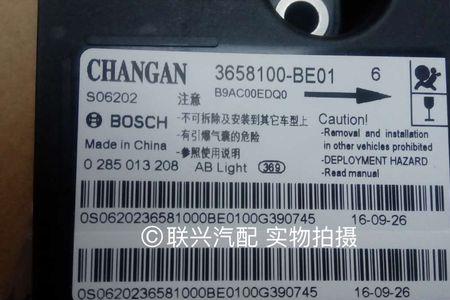 CHANGAN 3658100-BE01 6
S06202 注意 B9AC00EDQ0
BOSCH
Made in China
0 285 013 208 AB Light 369
-不可拆除及安装到其它车型上
-有引爆气囊的危险
-参照使用说明
Caution!
-Removal and installation
in other vehicles prohibited
-DEPLOYMENT HAZARD
-Read manual
0S0620236581000BE0100G390745 16-09-26
©联兴汽配 实物拍摄
0S0620236581000BE0100G390745 16-09-26